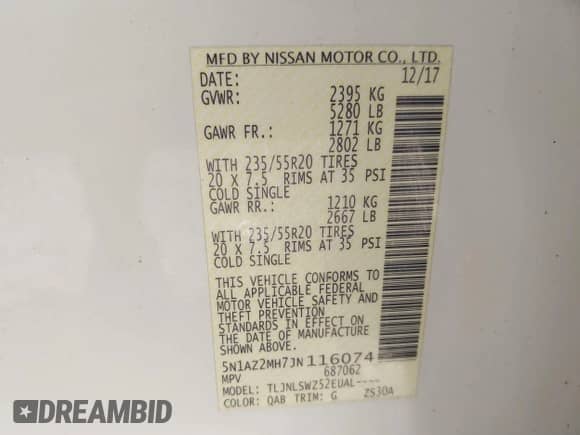 MFD BY NISSAN MOTOR CO., LTD.
DATE: 12/17
GVWR: 2395 KG
5280 LB
GAWR FR.: 1271 KG
2802 LB
WITH 235/55R20 TIRES
20 X 7.5 RIMS AT 35 PSI
COLD SINGLE
GAWR RR.: 1210 KG
2667 LB
WITH 235/55R20 TIRES
20 X 7.5 RIMS AT 35 PSI
COLD SINGLE
THIS VEHICLE CONFORMS TO
ALL APPLICABLE FEDERAL
MOTOR VEHICLE SAFETY AND
THEFT PREVENTION
STANDARDS IN EFFECT ON
THE DATE OF MANUFACTURE
SHOWN ABOVE.
5N1AZ2MH7JN116074
MPV 687062
MODEL: TLJNLSWZ52EUAL----
COLOR: QAB TRIM: G ZS30A
DREAMBID